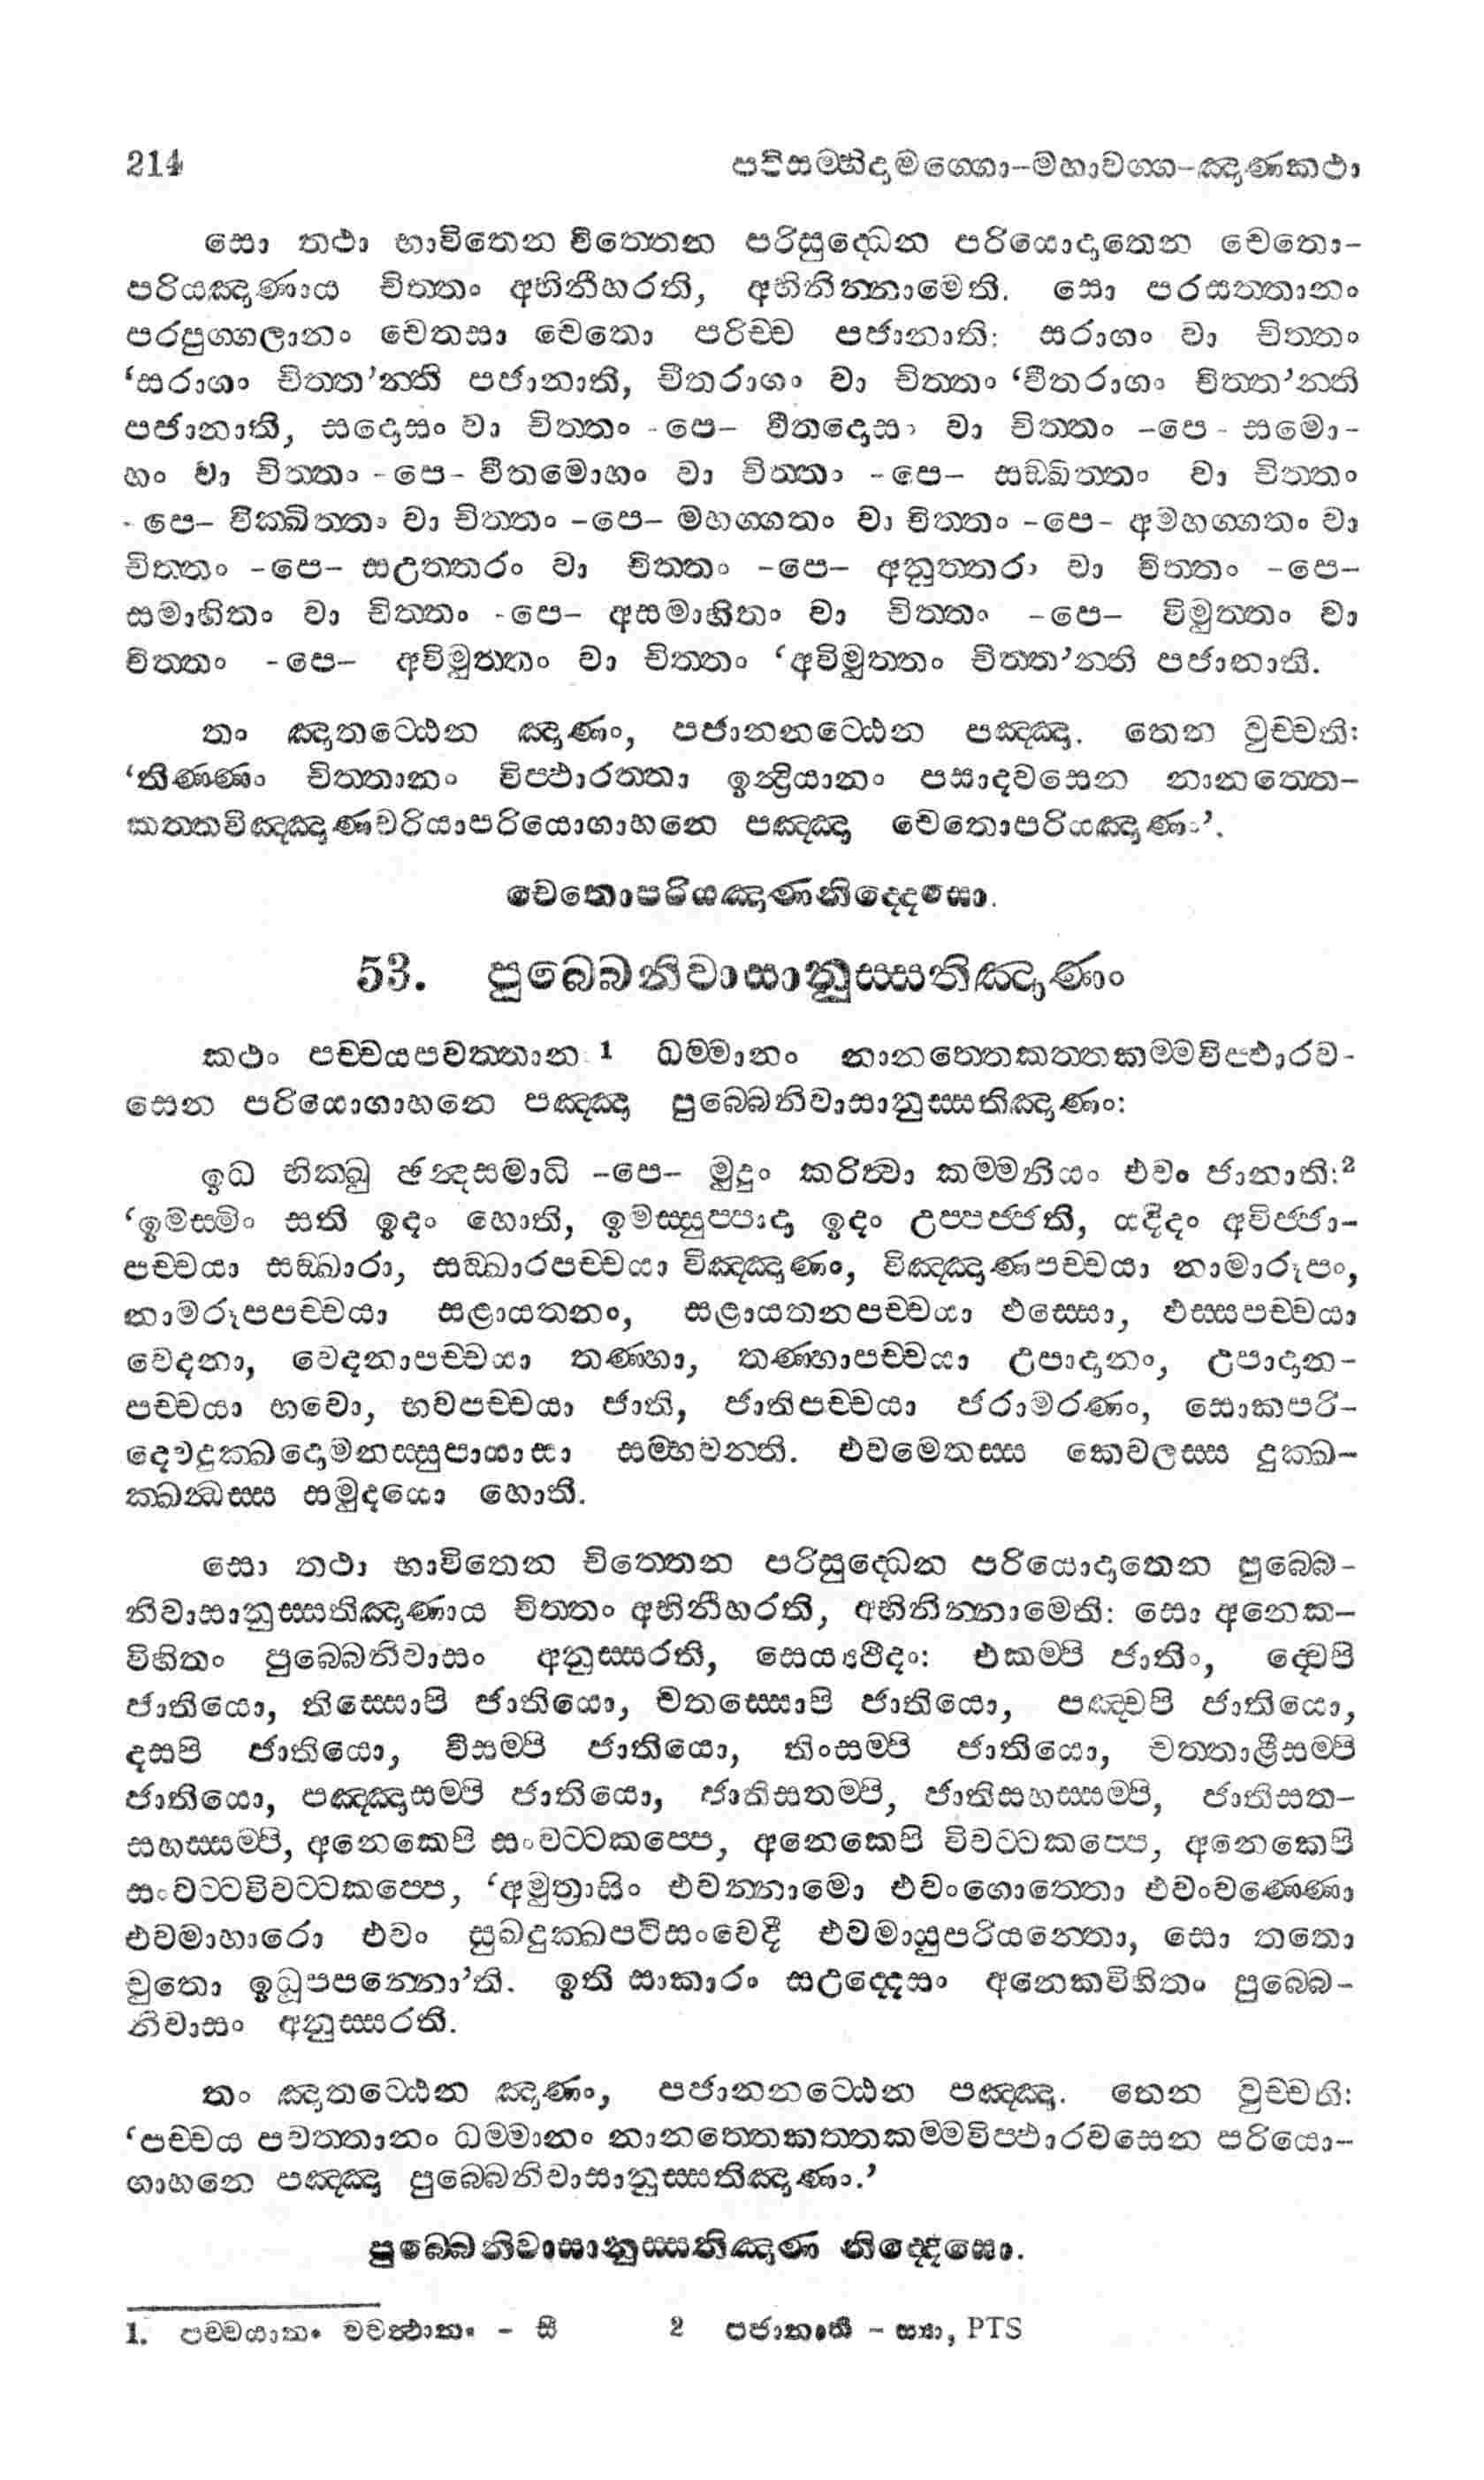 214 පටිසම්භිදාමග්ගො–මහාවග්ග–ඤාණකථා
සො තථා භාවිතෙන චිත්තෙන පරිසුද්ධෙන පරියොදාතෙන චෙතො–
පරියඤාණාය චිත්තං අභිනීහරති, අභිනින්නාමෙති. සො පරසත්තානං
පරපුග්ගලානං චෙතසා චෙතො පරිච්ච පජානාති: සරාගං වා චිත්තං
‘සරාගං චිත්ත’න්ති පජානාති, වීතරාගං වා චිත්තං ‘වීතරාගං චිත්ත’න්ති
පජානාති, සදොසං වා චිත්තං -පෙ– වීතදොසං වා චිත්තං –පෙ - සමො–
හං වා චිත්තං -පෙ- වීතමොහං වා චිත්තං -පෙ– සඞ්ඛිත්තං වා චිත්තං
-පෙ– වික්ඛිත්තං වා චිත්තං –පෙ– මහග්ගතං වා චිත්තං –පෙ- අමහග්ගතං වා
චිත්තං -පෙ– සඋත්තරං වා චිත්තං -පෙ– අනුත්තරං වා චිත්තං -පෙ–
සමාහිතං වා චිත්තං -පෙ– අසමාහිතං වා චිත්තං -පෙ– විමුත්තං වා
චිත්තං -පෙ– අවිමුත්තං වා චිත්තං ‘අවිමුත්තං චිත්ත’න්ති පජානාති.
තං ඤාතට්ඨෙන ඤාණං, පජානනට්ඨෙන පඤ්ඤා. තෙන වුච්චති:
‘තිණ්ණං චිත්තානං විප්ඵාරත්තා ඉන්ද්‍රියානං පසාදවසෙන නානත්තෙ–
කත්තවිඤ්ඤාණචරියාපරියොගාහනෙ පඤ්ඤා චෙතොපරියඤාණං’.
චෙතොපරියඤාණනිද්දෙසො.
53. පුබ්බෙනිවාසානුස්සතිඤාණං
කථං පච්චයපවත්තානං 1 ධම්මානං නානත්තෙකත්තකම්මවිප්ඵාරව-
සෙන පරියොගාහනෙ පඤ්ඤා පුබ්බෙනිවාසානුස්සතිඤාණං:
ඉධ භික්ඛු ඡන්දසමාධි –පෙ– මුදුං කරිත්වා කම්මනියං එවං ජානාති:2
‘ඉමස්මිං සති ඉදං හොති, ඉමස්සුප්පාදා ඉදං උප්පජ්ජති, යදිදං අවිජ්ජා–
පච්චයා සඞ්ඛාරා, සඞ්ඛාරපච්චයා විඤ්ඤාණං, විඤ්ඤාණපච්චයා නාමාරූපං,
නාමරූපපච්චයා සළායතනං, සළායතනපච්චයා ඵස්සො, ඵස්සපච්චයා
වෙදනා, වෙදනාපච්චයා තණ්හා, තණ්හාපච්චයා උපාදානං, උපාදාන-
පච්චයා භවො, භවපච්චයා ජාති, ජාතිපච්චයා ජරාමරණං, සොකපරි–
දෙවදුක්ඛදොමනස්සුපායාසා සම්භවන්ති. එවමෙතස්ස කෙවලස්ස දුක්ඛ–
ක්ඛන්ධස්ස සමුදයො හොති.
සො තථා භාවිතෙන චිත්තෙන පරිසුද්ධෙන පරියොදාතෙන පුබ්බෙ-
නිවාසානුස්සතිඤාණාය චිත්තං අභිනීහරති, අභිනින්නාමෙති: සො අනෙක–
විහිතං පුබ්බෙනිවාසං අනුස්සරති, සෙය්‍යථීදං: එකම්පි ජාතිං, ද්වෙපි
ජාතියො, තිස්සොපි ජාතියො, චතස්සොපි ජාතියො, පඤ්චපි ජාතියො,
දසපි ජාතියො, වීසම්පි ජාතියො, තිංසම්පි ජාතියො, චත්තාළීසම්පි
ජාතියො, පඤ්ඤාසම්පි ජාතියො, ජාතිසතම්පි, ජාතිසහස්සම්පි, ජාතිසත–
සහස්සම්පි, අනෙකෙපි සංවට්ටකප්පෙ, අනෙකෙපි විවට්ටකප්පෙ, අනෙකෙපි
සංවට්ටවිවට්ටකප්පෙ, ‘අමුත්‍රාසිං එවන්නාමො එවංගොත්තො එවංවණ්ණො
එවමාහාරො එවං සුඛදුක්ඛපටිසංවෙදී එවමායුපරියන්තො, සො තතො
චුතො ඉධූපපන්නො’ති. ඉති සාකාරං සඋද්දෙසං අනෙකවිහිතං පුබ්බෙ-
නිවාසං අනුස්සරති.
තං ඤාතට්ඨෙන ඤාණං, පජානනට්ඨෙන පඤ්ඤා. තෙන වුච්චති:
‘පච්චය පවත්තානං ධම්මානං නානත්තෙකත්තකම්මවිප්ඵාරවසෙන පරියො–
ගාහනෙ පඤ්ඤා පුබ්බෙනිවාසානුස්සතිඤාණං.’
පුබ්බෙනිවාසානුස්සතිඤාණ නිද්දෙසො.
1. පච්චයානං වවත්ථානං - සී 2 පජානාති - ස්‍යා, PTS